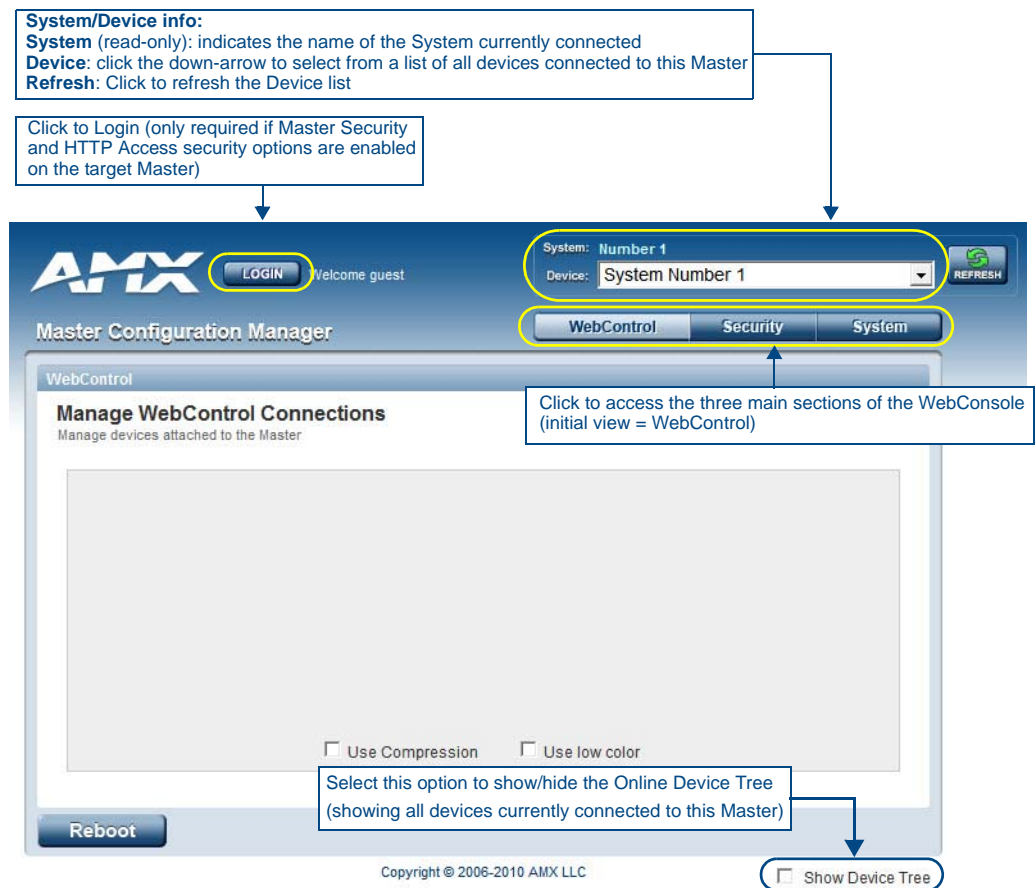 System/Device info:
System (read-only): indicates the name of the System currently connected
Device: click the down-arrow to select from a list of all devices connected to this Master
Refresh: Click to refresh the Device list
Click to Login (only required if Master Security
and HTTP Access security options are enabled
on the target Master)
AMX
LOGIN
Welcome guest
System: Number 1
Device: System Number 1
REFRESH
Master Configuration Manager
WebControl Security System
WebControl
Manage WebControl Connections
Manage devices attached to the Master
Click to access the three main sections of the WebConsole
(initial view = WebControl)
Use Compression
Use low color
Select this option to show/hide the Online Device Tree
(showing all devices currently connected to this Master)
Reboot
Copyright © 2006-2010 AMX LLC
Show Device Tree